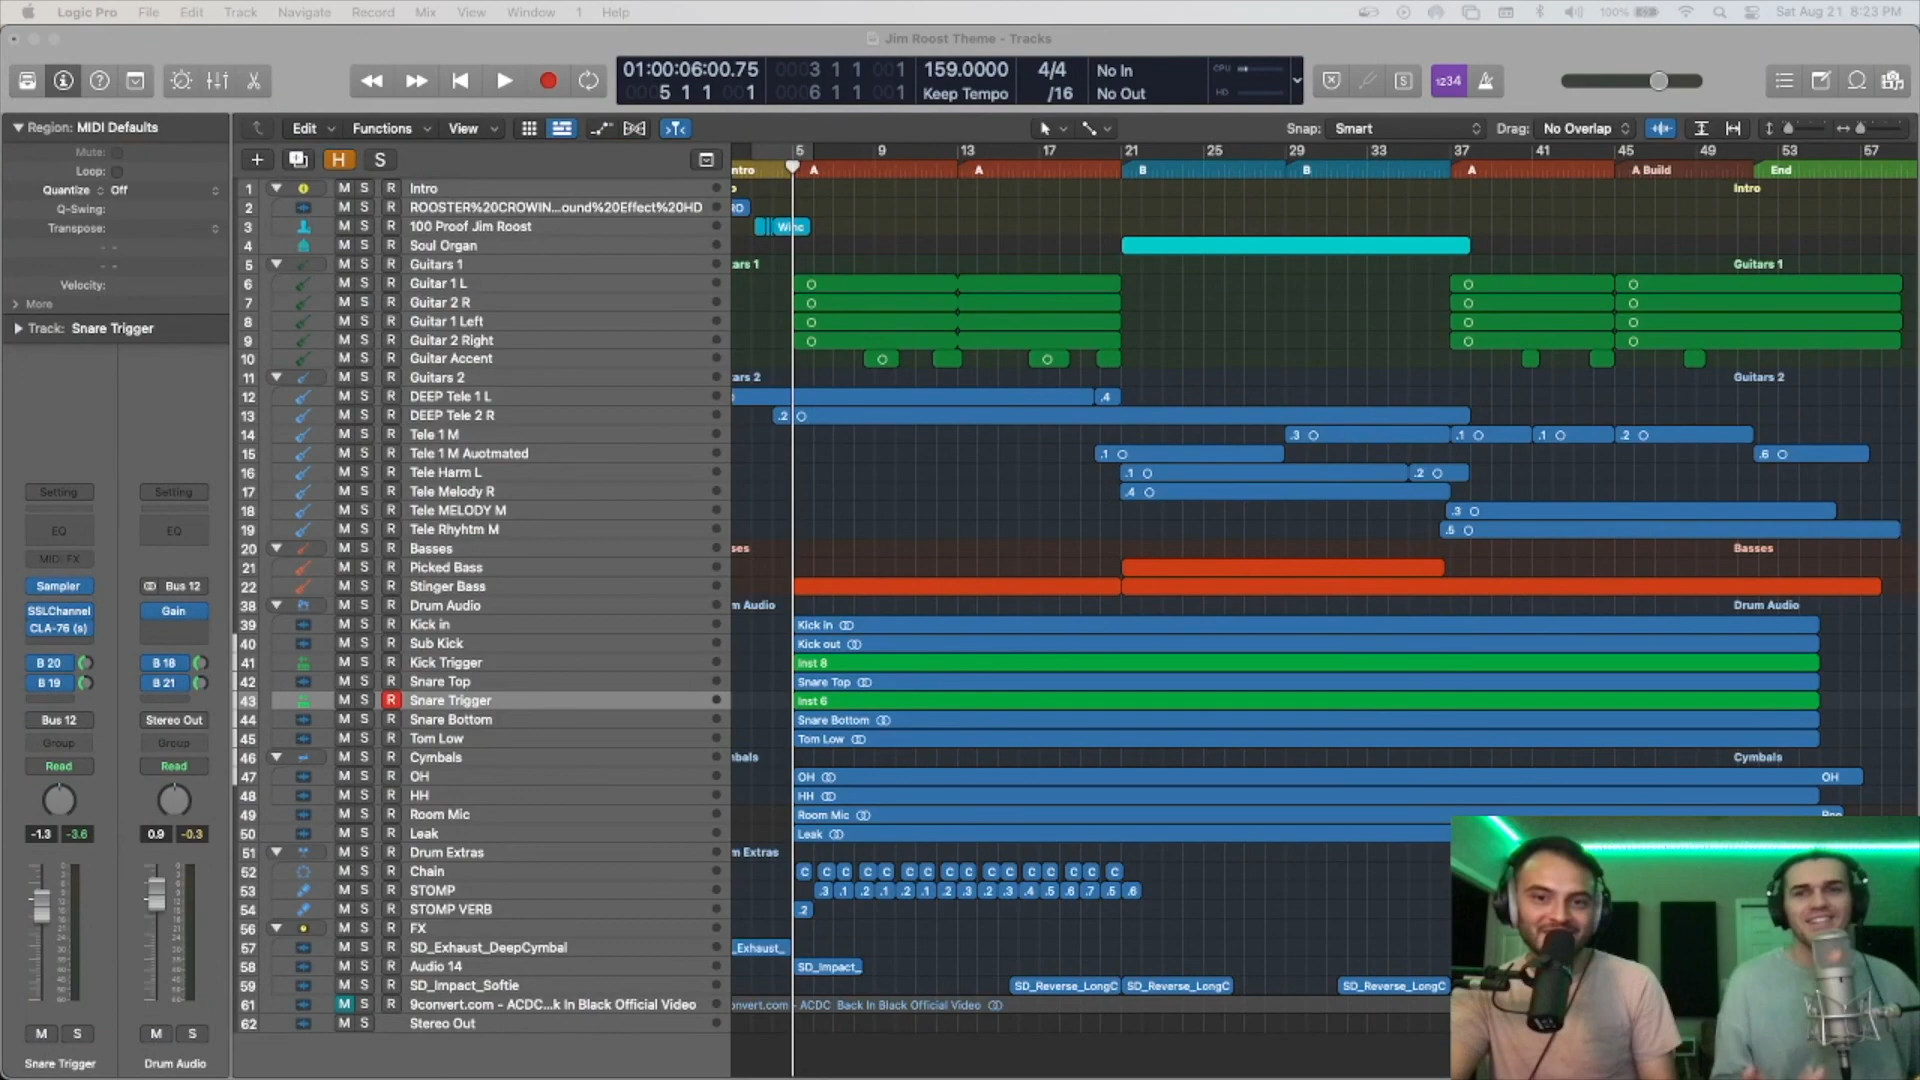 Logic Pro File Edit Track Navigate Record Mix View Window 1 Help 100% Sat Aug 21 8:23 PM
Jim Roost Theme - Tracks
01:00:06:00.75 0003 1 1 001 159.0000 4/4 No In CPU
5 1 1 001 0006 1 1 001 Keep Tempo /16 No Out HD
S 1234
Region: MIDI Defaults
Edit Functions View Snap: Smart Drag: No Overlap
Mute:
Loop:
Quantize Off
Q-Swing:
Transpose:
Velocity:
More
Track: Snare Trigger
H S
5 9 13 17 21 25 29 33 37 41 45 49 53 57
ntro A A B B A A Build End
1 M S R Intro Intro
2 M S R ROOSTER%20CROWIN...ound%20Effect%20HD
3 M S R 100 Proof Jim Roost
4 M S R Soul Organ
5 M S R Guitars 1 ars 1 Guitars 1
6 M S R Guitar 1 L
7 M S R Guitar 2 R
8 M S R Guitar 1 Left
9 M S R Guitar 2 Right
10 M S R Guitar Accent
11 M S R Guitars 2 ars 2 Guitars 2
12 M S R DEEP Tele 1 L .4
13 M S R DEEP Tele 2 R .2
14 M S R Tele 1 M .3 .1 .1 .2
15 M S R Tele 1 M Auotmated .1 .6
16 M S R Tele Harm L .1 .2
17 M S R Tele Melody R .4
18 M S R Tele MELODY M .3
19 M S R Tele Rhyhtm M .5
20 M S R Basses ses Basses
21 M S R Picked Bass
22 M S R Stinger Bass
38 M S R Drum Audio m Audio Drum Audio
39 M S R Kick in Kick in
40 M S R Sub Kick Kick out
41 M S R Kick Trigger Inst 8
42 M S R Snare Top Snare Top
43 M S R Snare Trigger Inst 6
44 M S R Snare Bottom Snare Bottom
45 M S R Tom Low Tom Low
46 M S R Cymbals nbals Cymbals
47 M S R OH OH OH
48 M S R HH HH
49 M S R Room Mic Room Mic
50 M S R Leak Leak
51 M S R Drum Extras m Extras
52 M S R Chain C C C C C C C C C C C C C C C
53 M S R STOMP .3 .1 .2 .1 .2 .1 .2 .3 .2 .3 .4 .5 .6 .7 .5 .6
54 M S R STOMP VERB .2
56 M S R FX
57 M S R SD_Exhaust_DeepCymbal _Exhaust_
58 M S R Audio 14 SD_Impact_
59 M S R SD_Impact_Softie SD_Reverse_LongC SD_Reverse_LongC SD_Reverse_LongC
61 M S R 9convert.com - ACDC...k In Black Official Video onvert.com - ACDC Back In Black Official Video
62 M S Stereo Out
Setting Setting
EQ EQ
MIDI FX
Sampler Bus 12
SSLChannel Gain
CLA-76 (s)
B 20 B 18
B 19 B 21
Bus 12 Stereo Out
Group Group
Read Read
-1.3 -3.6 0.9 -0.3
M S M S
Snare Trigger Drum Audio